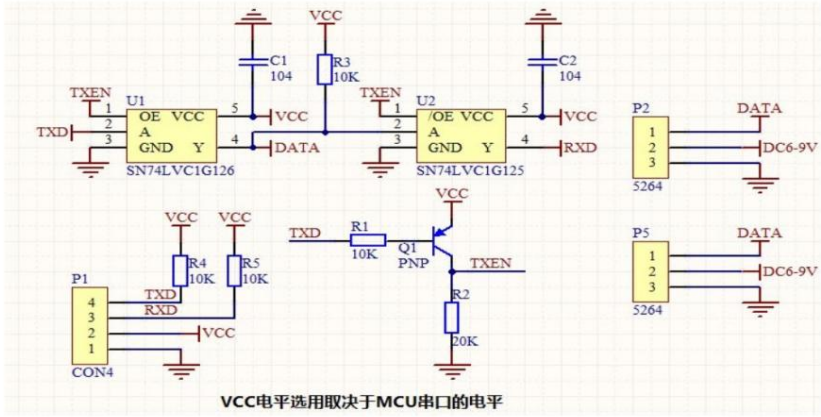 VCC
C1
104
R3
10K
C2
104
TXEN
U1
1 OE VCC 5 VCC
TXD 2 A
3 GND Y 4 DATA
SN74LVC1G126
TXEN
U2
1 /OE VCC 5 VCC
2 A
3 GND Y 4 RXD
SN74LVC1G125
P2
DATA
1
2 DC6-9V
3
5264
VCC VCC
R4
10K
R5
10K
P1
4 TXD
3 RXD
2 VCC
1
CON4
VCC
TXD
R1
10K
Q1
PNP
TXEN
R2
20K
P5
DATA
1
2 DC6-9V
3
5264
VCC电平选用取决于MCU串口的电平